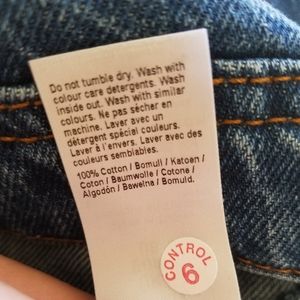 Do not tumble dry. Wash with
colour care detergents. Wash
inside out. Wash with similar
colours. Ne pas sécher en
machine. Laver avec un
détergent spécial couleurs.
Laver à l'envers. Laver avec des
couleurs semblables.
100% Cotton / Bomull / Katoen /
Coton / Baumwolle / Cotone /
Algodón / Bawełna / Bomuld.
CONTROL
6